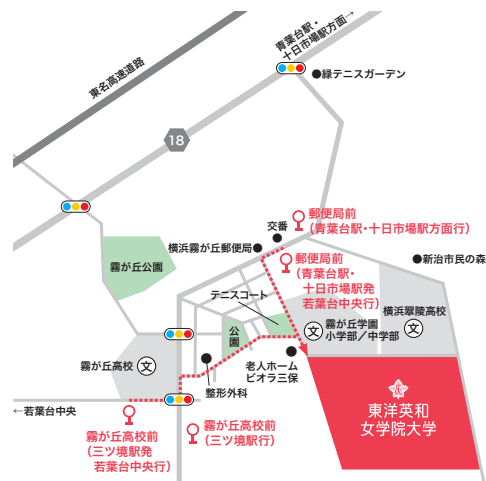 青葉台駅・
十日市場駅方面→
東名高速道路
緑テニスガーデン
18
交番
郵便局前
(青葉台駅・十日市場駅方面行)
横浜霧が丘郵便局
霧が丘公園
郵便局前
(青葉台駅・
十日市場駅発
若葉台中央行)
新治市民の森
テニスコート
横浜翠陵高校
文
公園
文
霧が丘学園
小学部/中学部
霧が丘高校
文
老人ホーム
ビオラ三保
整形外科
←若葉台中央
東洋英和
女学院大学
霧が丘高校前
(三ツ境駅発
若葉台中央行)
霧が丘高校前
(三ツ境駅行)